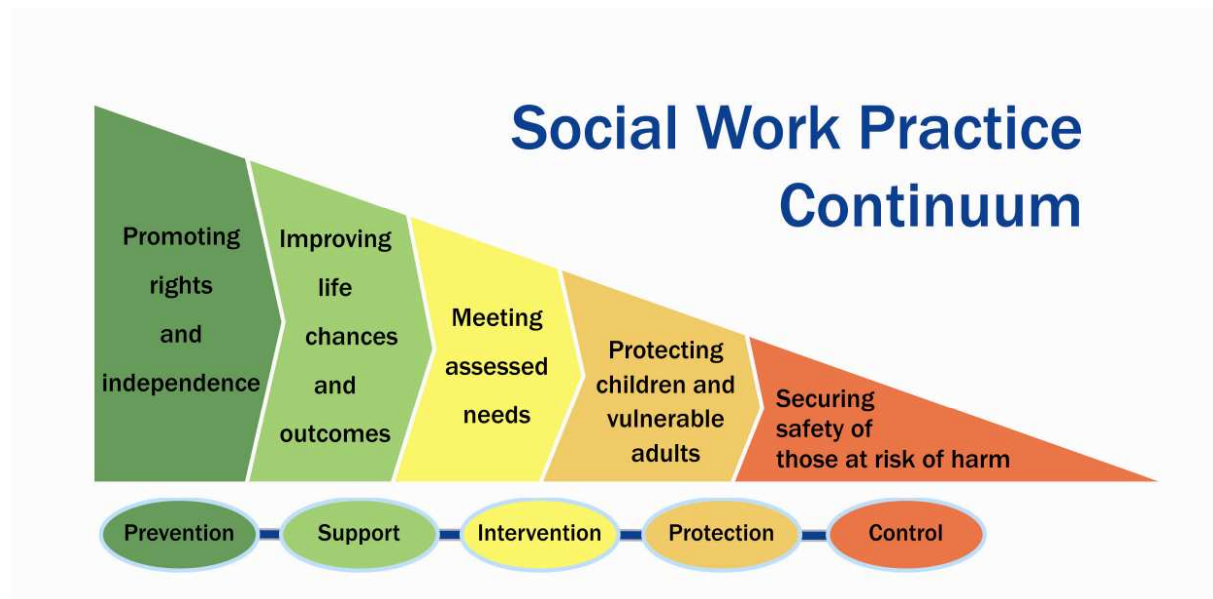 Social Work Practice
Continuum
Promoting
rights
and
independence
Improving
life
chances
and
outcomes
Meeting
assessed
needs
Protecting
children and
vulnerable
adults
Securing
safety of
those at risk of harm
Prevention
Support
Intervention
Protection
Control